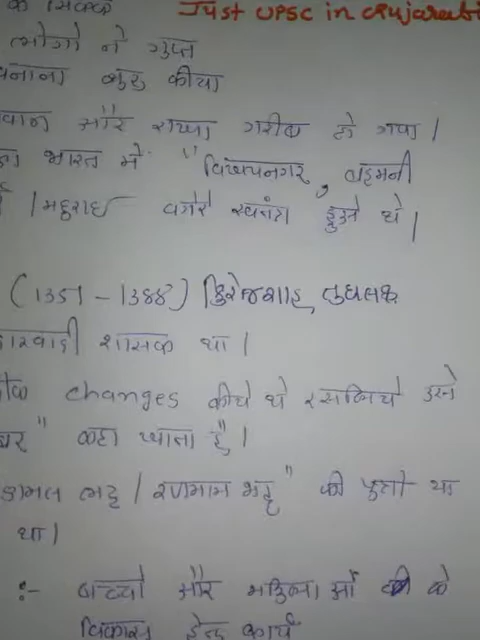 के सिक्के Just UPSC in Gujarati
लोगो ने गुप्त
बनाना शुरु कीया
और राज्य गरीब हो गया।
भारत में "विजयनगर, बहमनी
। मदुराई वगेरे स्वतंत्र हुऐ थे।
(1351 - 1388) फिरोजशाह तुघलक
शासक था।
changes कीये थे इसलिये उसे
" कहा जाता है।
भट्ट" की पुत्री था
था।
:- बच्चो और महिलाओं के
विकास हेतु कार्य